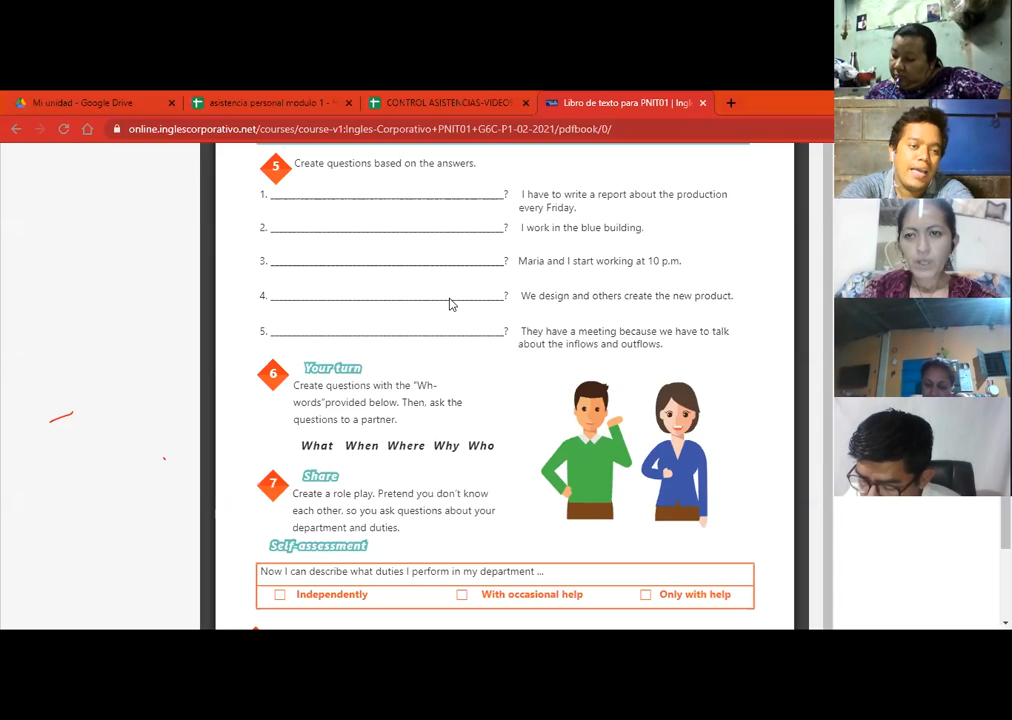 Mi unidad - Google Drive
asistencia personal modulo 1 -
CONTROL ASISTENCIAS-VIDEOS
Libro de texto para PNIT01 | Ingl
online.inglescorporativo.net/courses/course-v1:Ingles-Corporativo+PNIT01+G6C-P1-02-2021/pdfbook/0/
5 Create questions based on the answers.
1. ? I have to write a report about the production
every Friday.
2. ? I work in the blue building.
3. ? Maria and I start working at 10 p.m.
4. ? We design and others create the new product.
5. ? They have a meeting because we have to talk
about the inflows and outflows.
6 Your turn
Create questions with the "Wh-
words"provided below. Then, ask the
questions to a partner.
What When Where Why Who
7 Share
Create a role play. Pretend you don't know
each other, so you ask questions about your
department and duties.
Self-assessment
Now I can describe what duties I perform in my department ...
Independently With occasional help Only with help